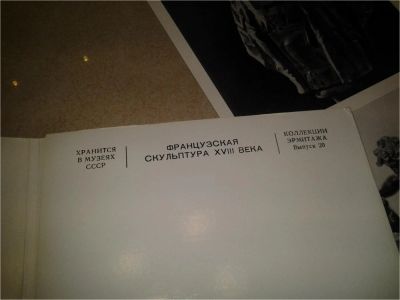 ХРАНИТСЯ
В МУЗЕЯХ
СССР
ФРАНЦУЗСКАЯ
СКУЛЬПТУРА XVIII ВЕКА
КОЛЛЕКЦИИ
ЭРМИТАЖА
Выпуск 20